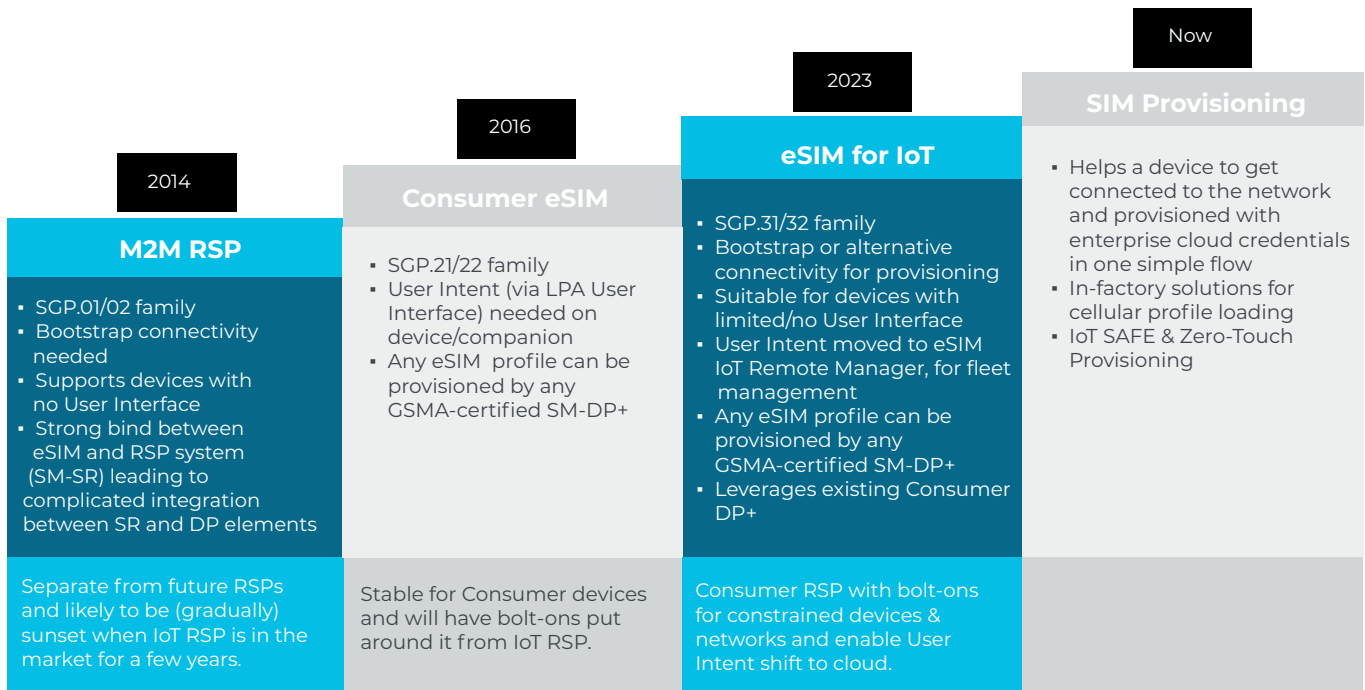 2014
M2M RSP
▪ SGP.01/02 family
▪ Bootstrap connectivity
needed
▪ Supports devices with
no User Interface
▪ Strong bind between
eSIM and RSP system
(SM-SR) leading to
complicated integration
between SR and DP elements
Separate from future RSPs
and likely to be (gradually)
sunset when IoT RSP is in the
market for a few years.
2016
Consumer eSIM
▪ SGP.21/22 family
▪ User Intent (via LPA User
Interface) needed on
device/companion
▪ Any eSIM profile can be
provisioned by any
GSMA-certified SM-DP+
Stable for Consumer devices
and will have bolt-ons put
around it from IoT RSP.
2023
eSIM for IoT
▪ SGP.31/32 family
▪ Bootstrap or alternative
connectivity for provisioning
▪ Suitable for devices with
limited/no User Interface
▪ User Intent moved to eSIM
IoT Remote Manager, for fleet
management
▪ Any eSIM profile can be
provisioned by any
GSMA-certified SM-DP+
▪ Leverages existing Consumer
DP+
Consumer RSP with bolt-ons
for constrained devices &
networks and enable User
Intent shift to cloud.
Now
SIM Provisioning
▪ Helps a device to get
connected to the network
and provisioned with
enterprise cloud credentials
in one simple flow
▪ In-factory solutions for
cellular profile loading
▪ IoT SAFE & Zero-Touch
Provisioning